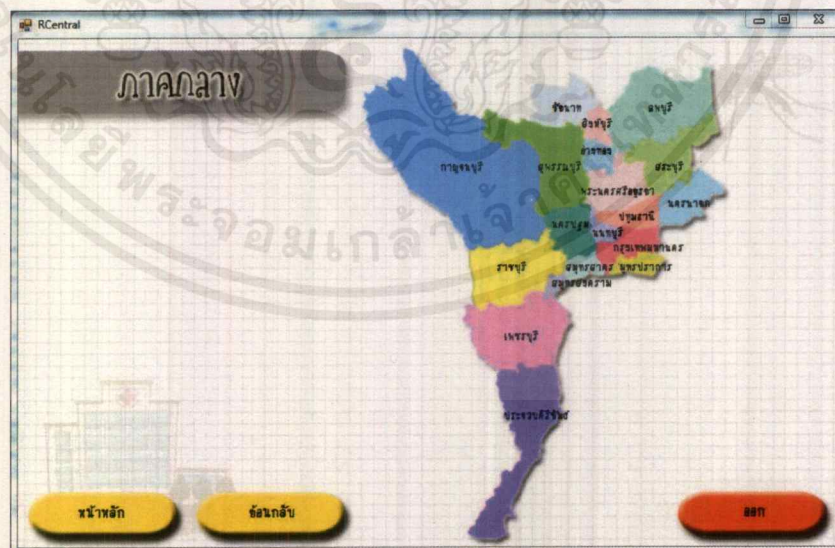 RCentral
ภาคกลาง
ชัยนาท
ลพบุรี
สิงห์บุรี
อ่างทอง
กาญจนบุรี
สุพรรณบุรี
สระบุรี
พระนครศรีอยุธยา
นครนายก
ปทุมธานี
นครปฐม
นนทบุรี
กรุงเทพมหานคร
ราชบุรี
สมุทรสาคร
มุทรปราการ
สมุทรสงคราม
เพชรบุรี
ประจวบคีรีขันธ์
หน้าหลัก
ย้อนกลับ
ออก